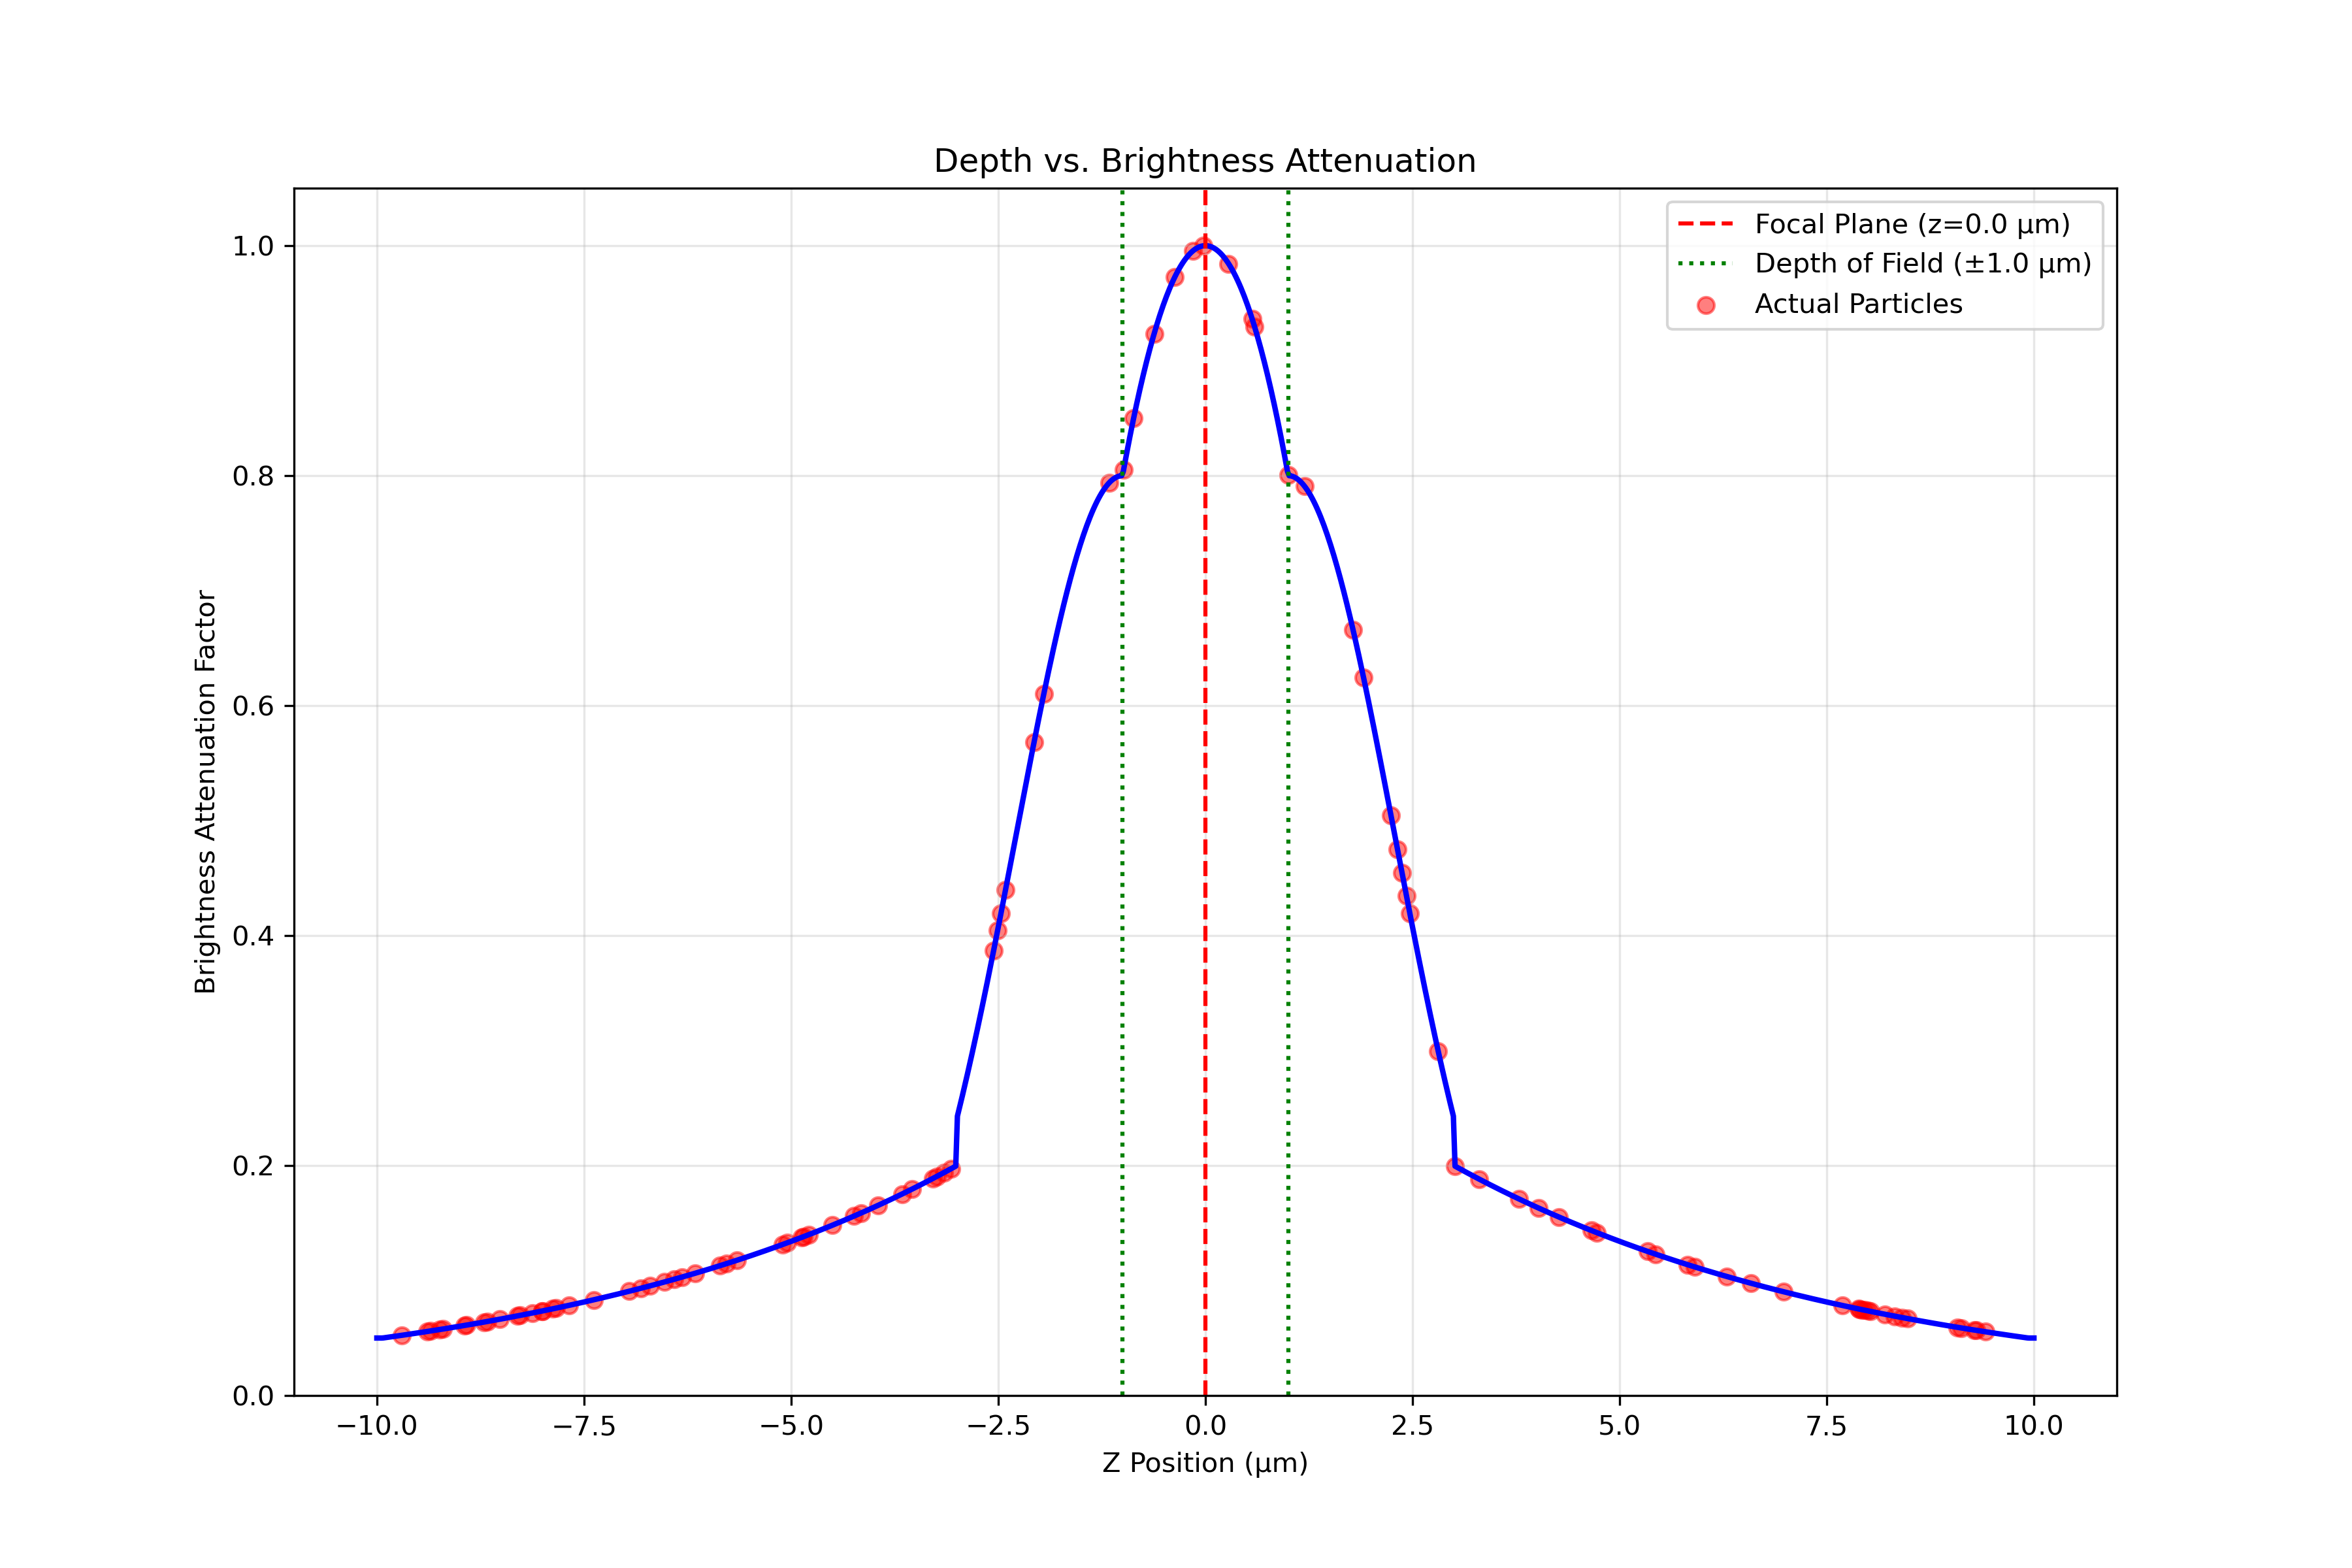 Depth vs. Brightness Attenuation
Focal Plane (z=0.0 μm)
Depth of Field (±1.0 μm)
Actual Particles
Brightness Attenuation Factor
1.0
0.8
0.6
0.4
0.2
0.0
−10.0
−7.5
−5.0
−2.5
0.0
2.5
5.0
7.5
10.0
Z Position (μm)